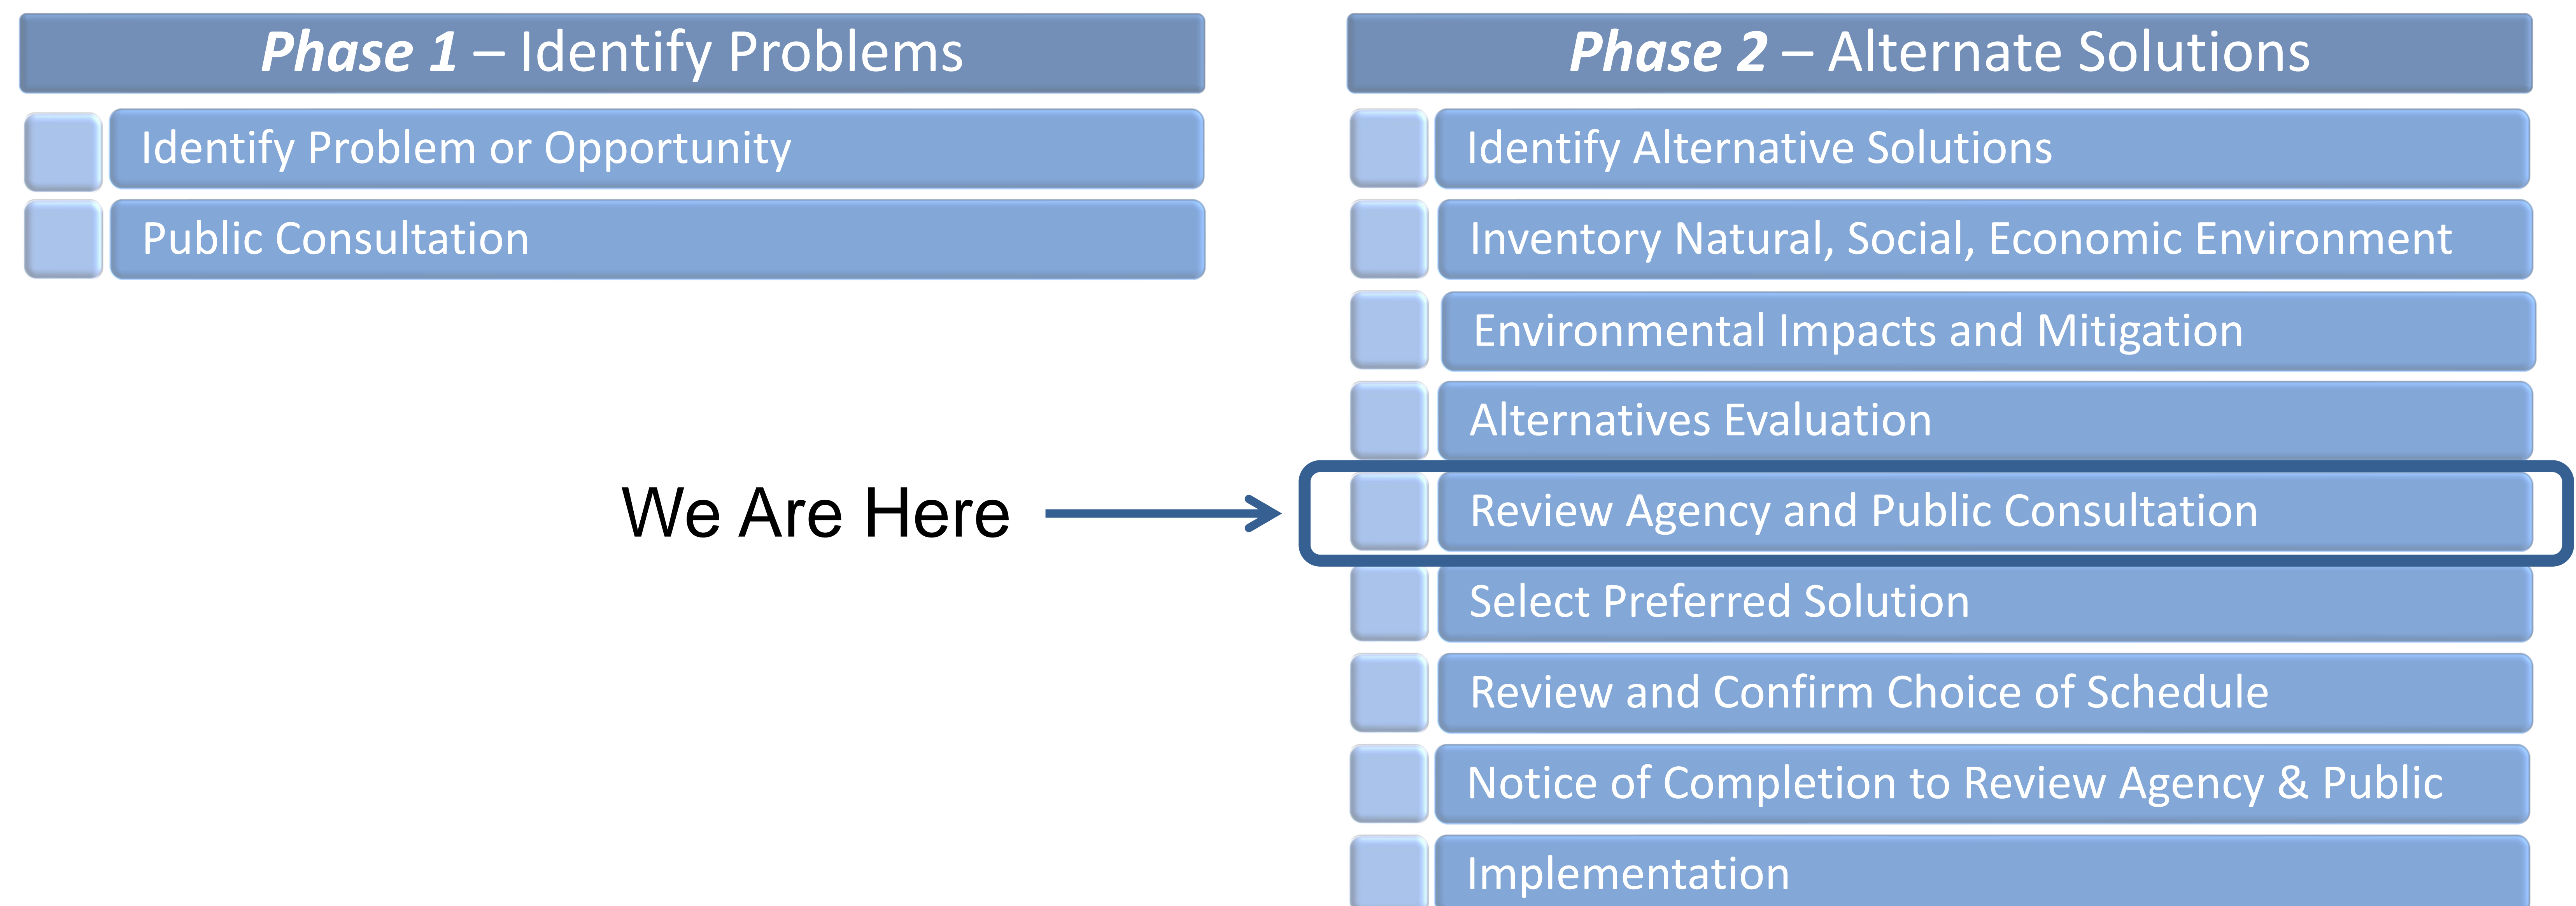 Phase 1 – Identify Problems
Identify Problem or Opportunity
Public Consultation
We Are Here
Phase 2 – Alternate Solutions
Identify Alternative Solutions
Inventory Natural, Social, Economic Environment
Environmental Impacts and Mitigation
Alternatives Evaluation
Review Agency and Public Consultation
Select Preferred Solution
Review and Confirm Choice of Schedule
Notice of Completion to Review Agency & Public
Implementation